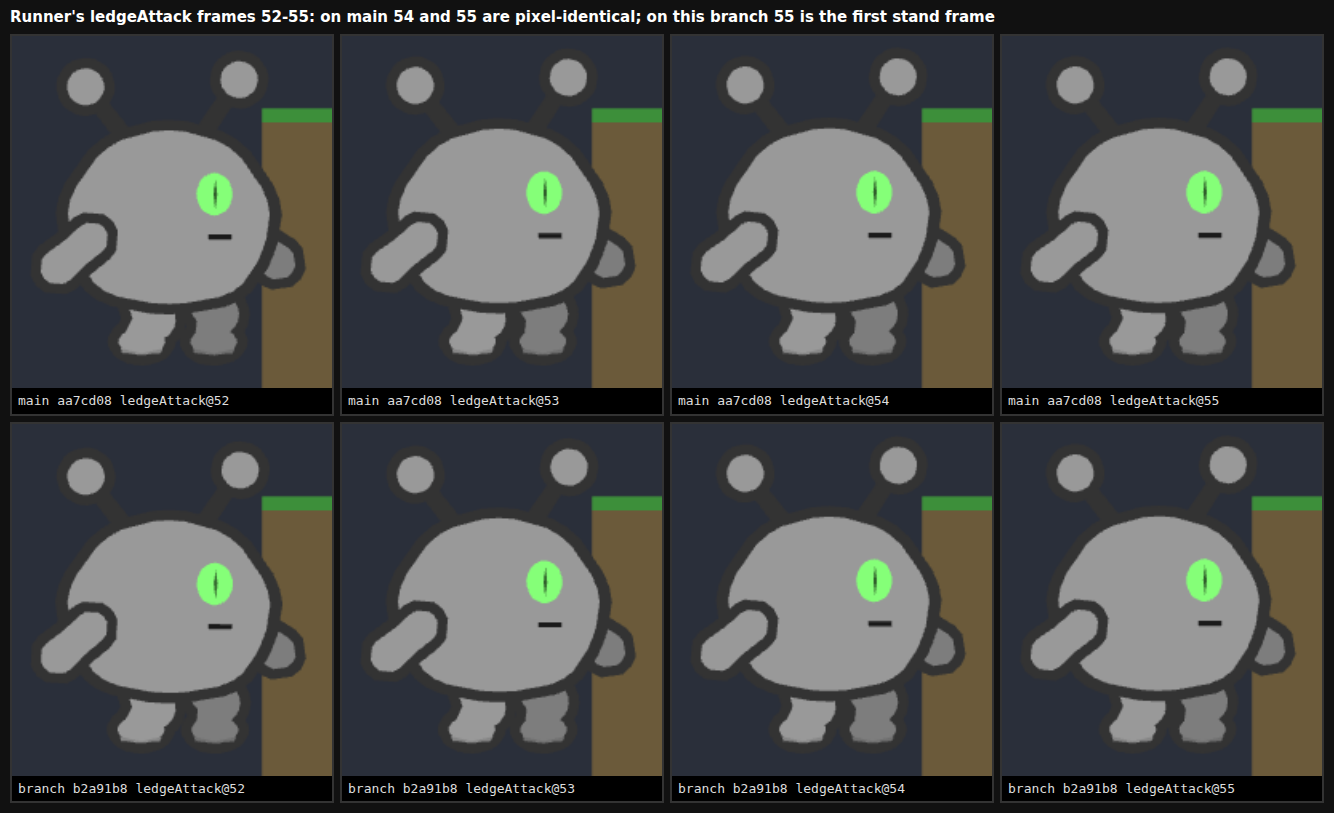 Runner's ledgeAttack frames 52-55: on main 54 and 55 are pixel-identical; on this branch 55 is the first stand frame
main aa7cd08 ledgeAttack@52
main aa7cd08 ledgeAttack@53
main aa7cd08 ledgeAttack@54
main aa7cd08 ledgeAttack@55
branch b2a91b8 ledgeAttack@52
branch b2a91b8 ledgeAttack@53
branch b2a91b8 ledgeAttack@54
branch b2a91b8 ledgeAttack@55